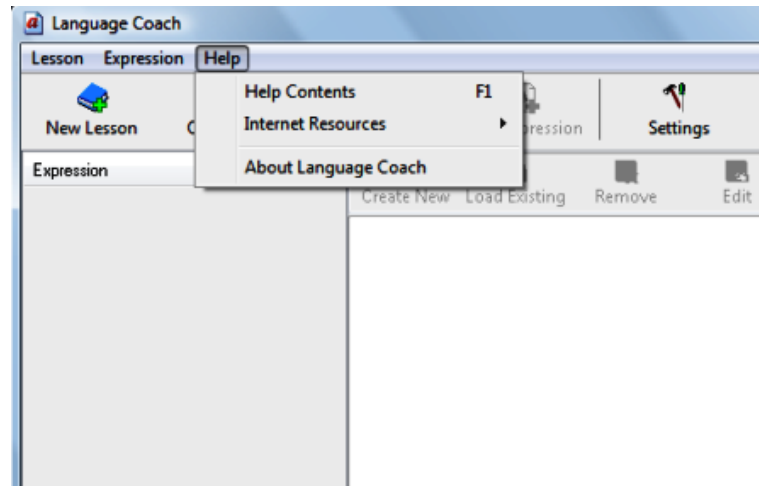 Language Coach
Lesson Expression Help
Help Contents F1
Internet Resources
About Language Coach
New Lesson Settings
Expression
Create New Load Existing Remove Edit